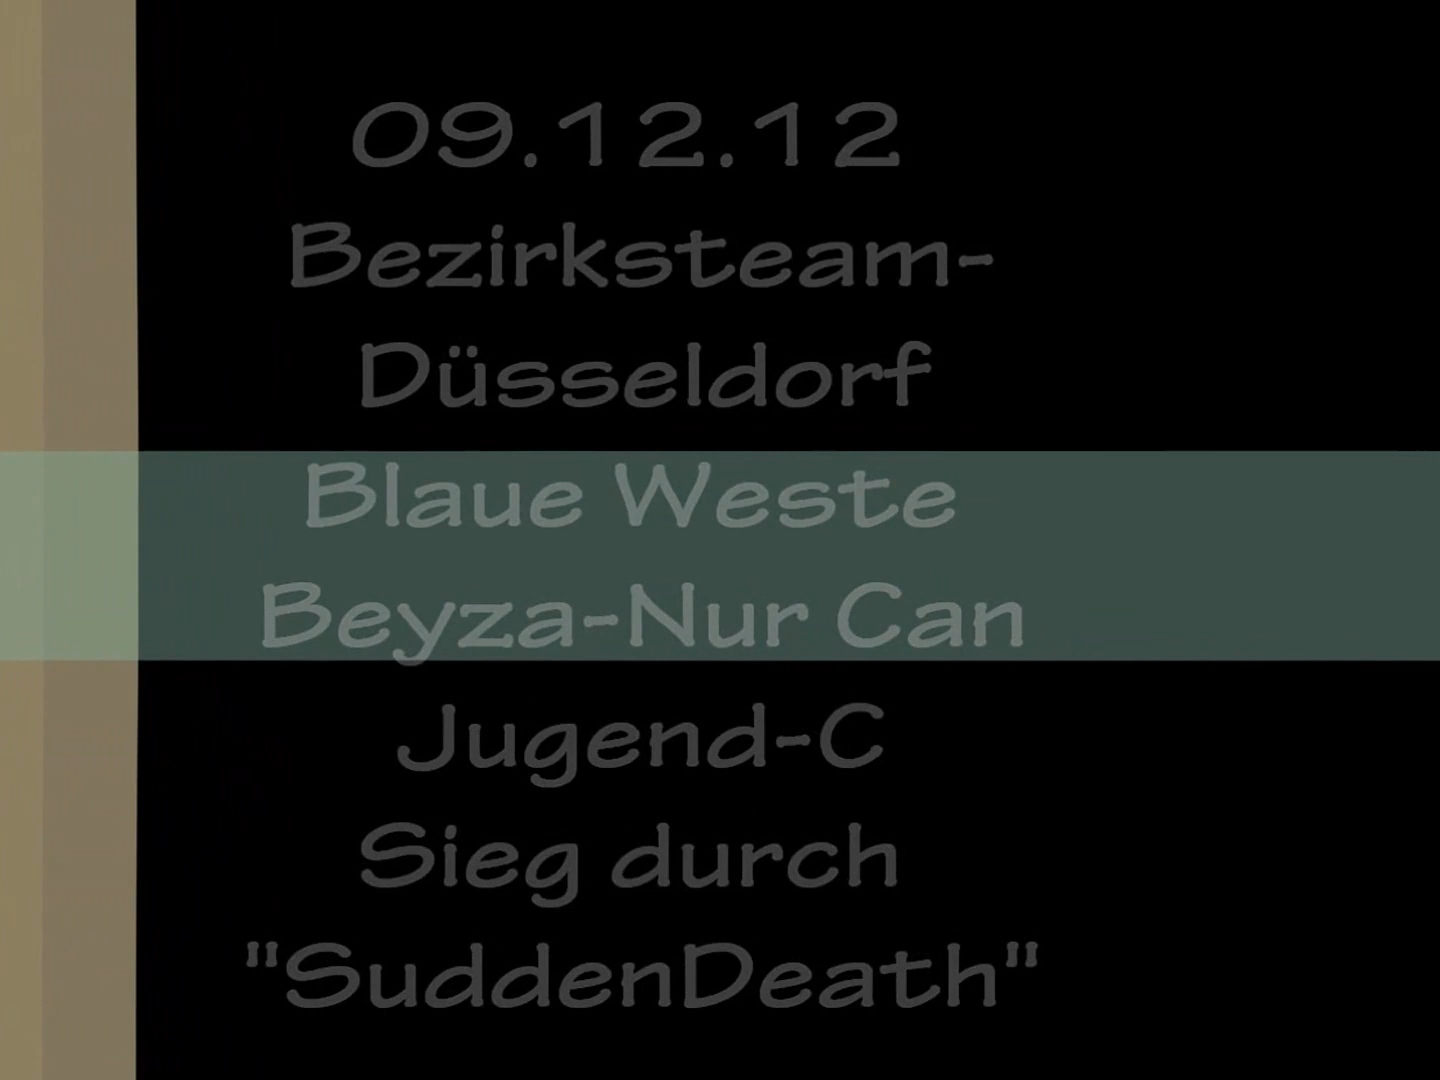 09.12.12
Bezirksteam-
Düsseldorf
Blaue Weste
Beyza-Nur Can
Jugend-C
Sieg durch
"SuddenDeath"